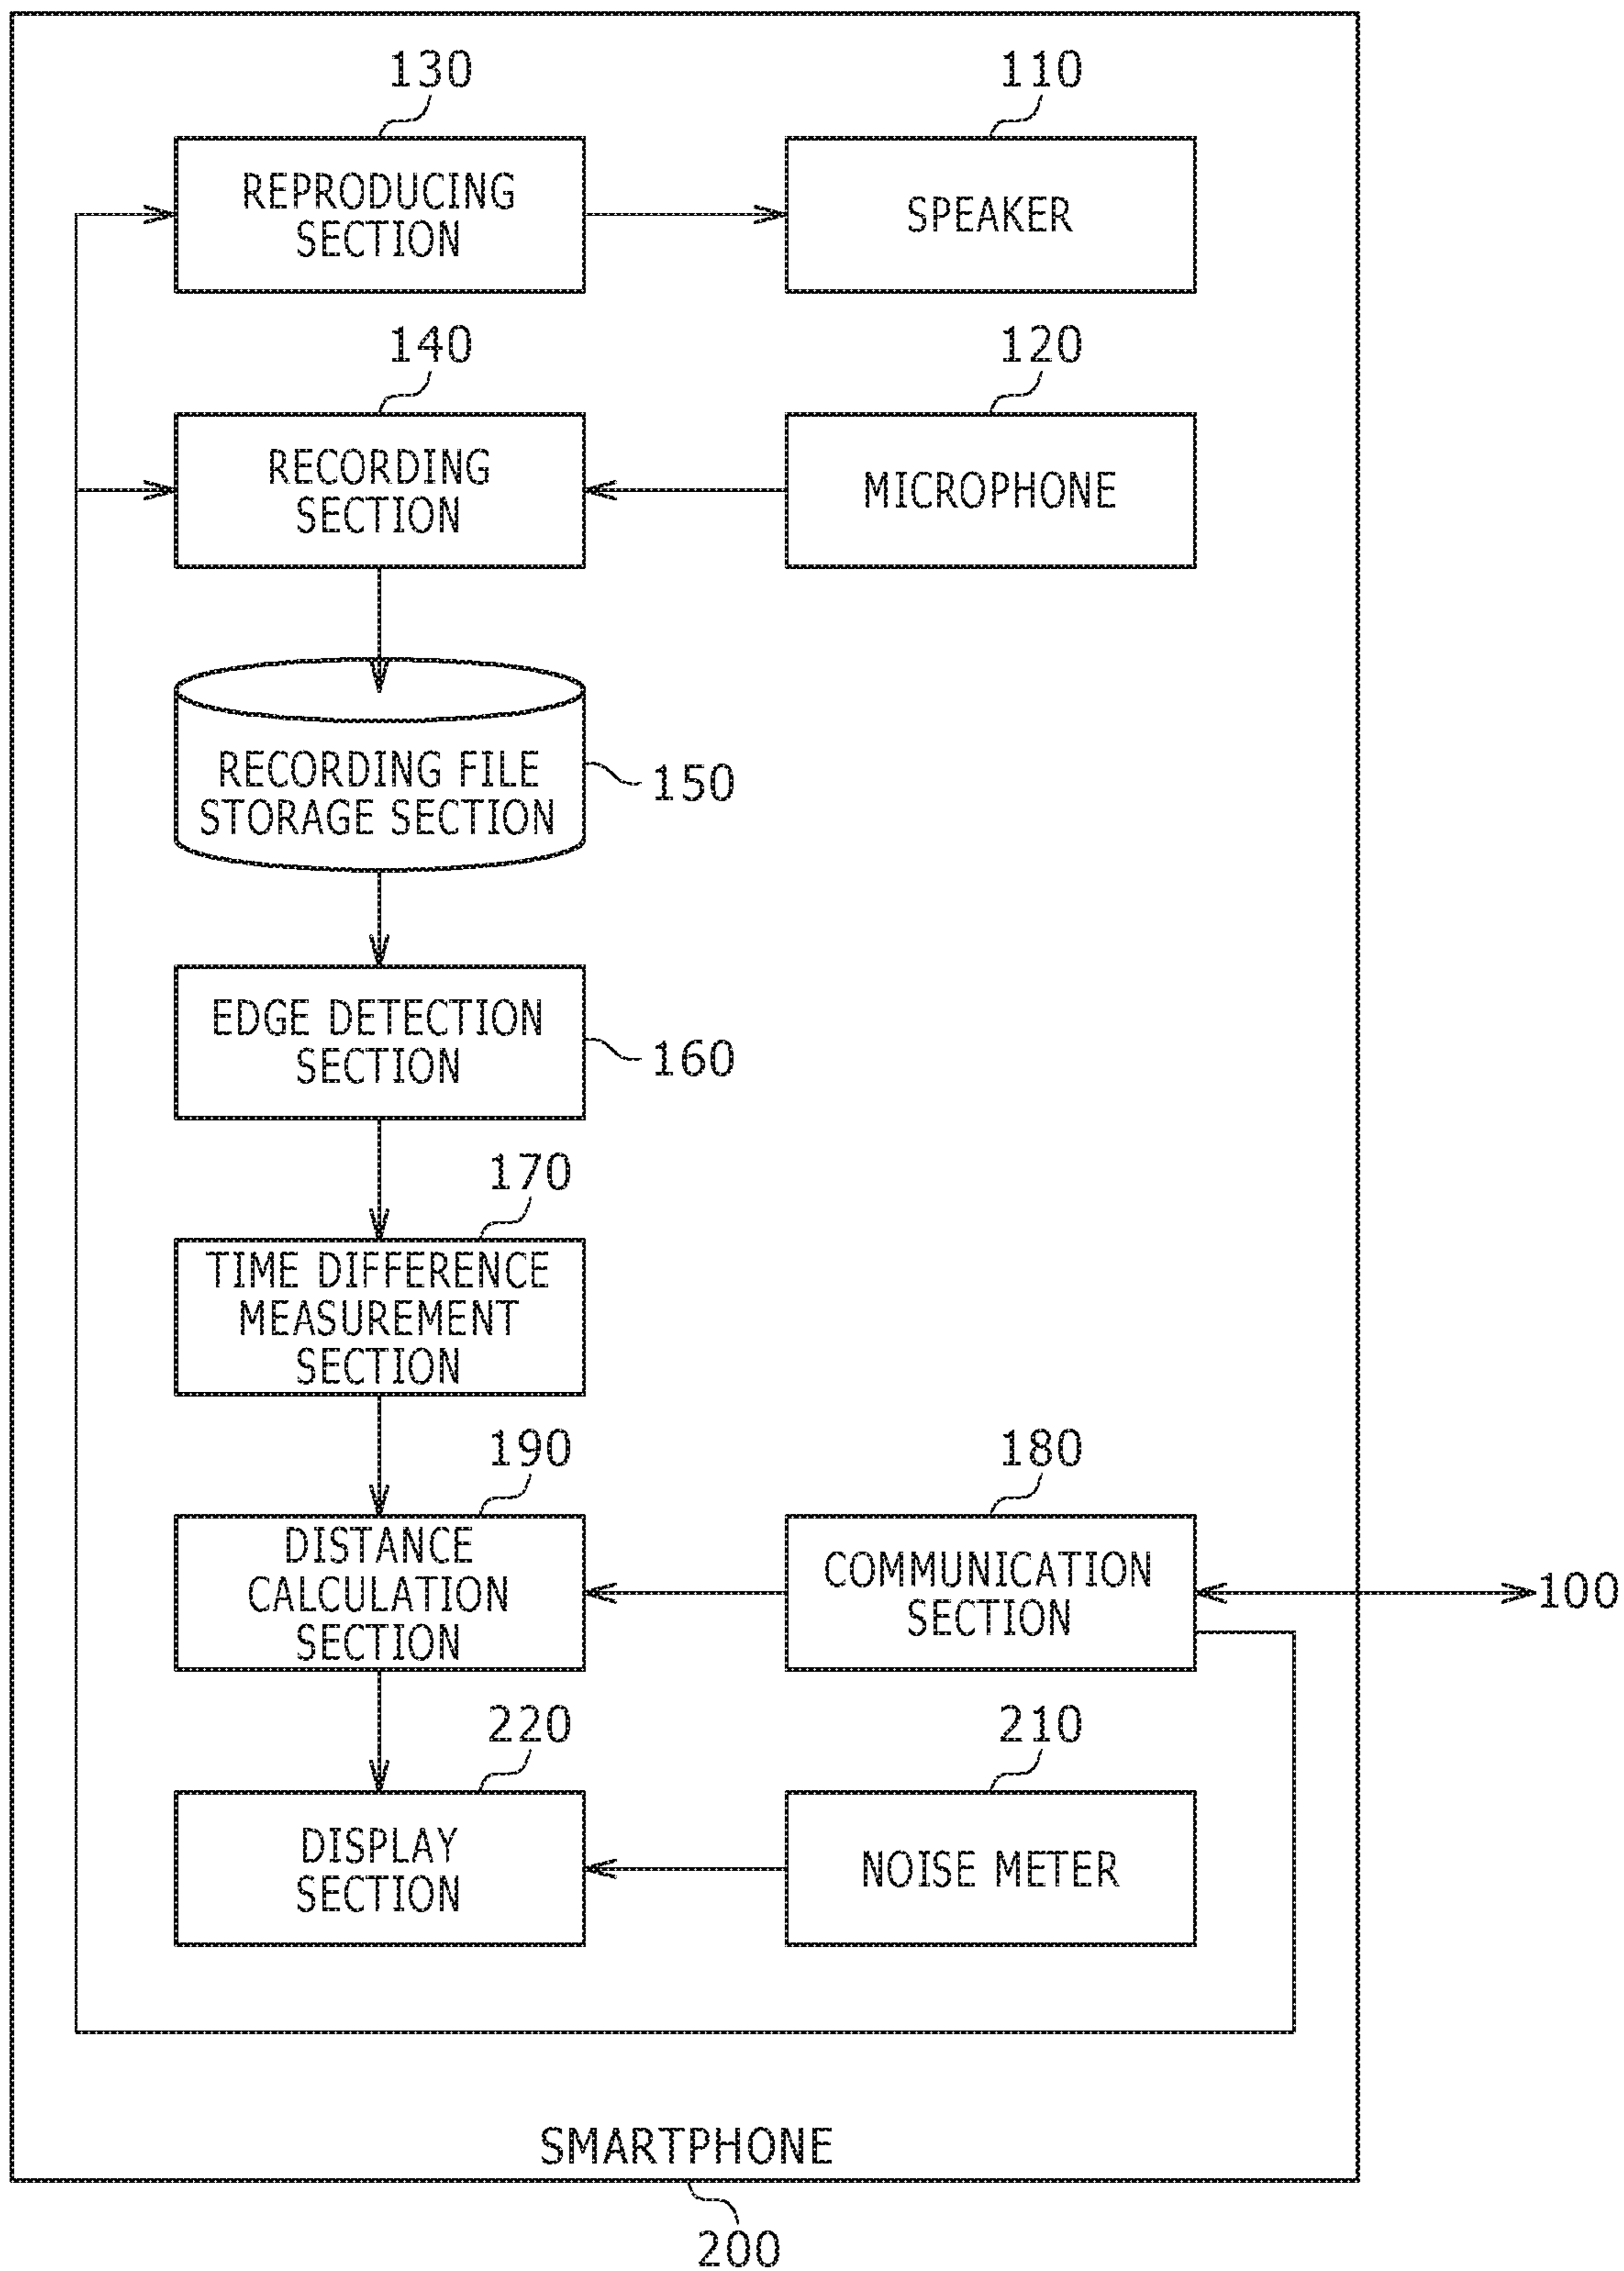 130
110
REPRODUCING
SECTION
SPEAKER
140
120
RECORDING
SECTION
MICROPHONE
RECORDING FILE
STORAGE SECTION
150
EDGE DETECTION
SECTION
160
170
TIME DIFFERENCE
MEASUREMENT
SECTION
190
180
DISTANCE
CALCULATION
SECTION
COMMUNICATION
SECTION
100
220
210
DISPLAY
SECTION
NOISE METER
SMARTPHONE
200